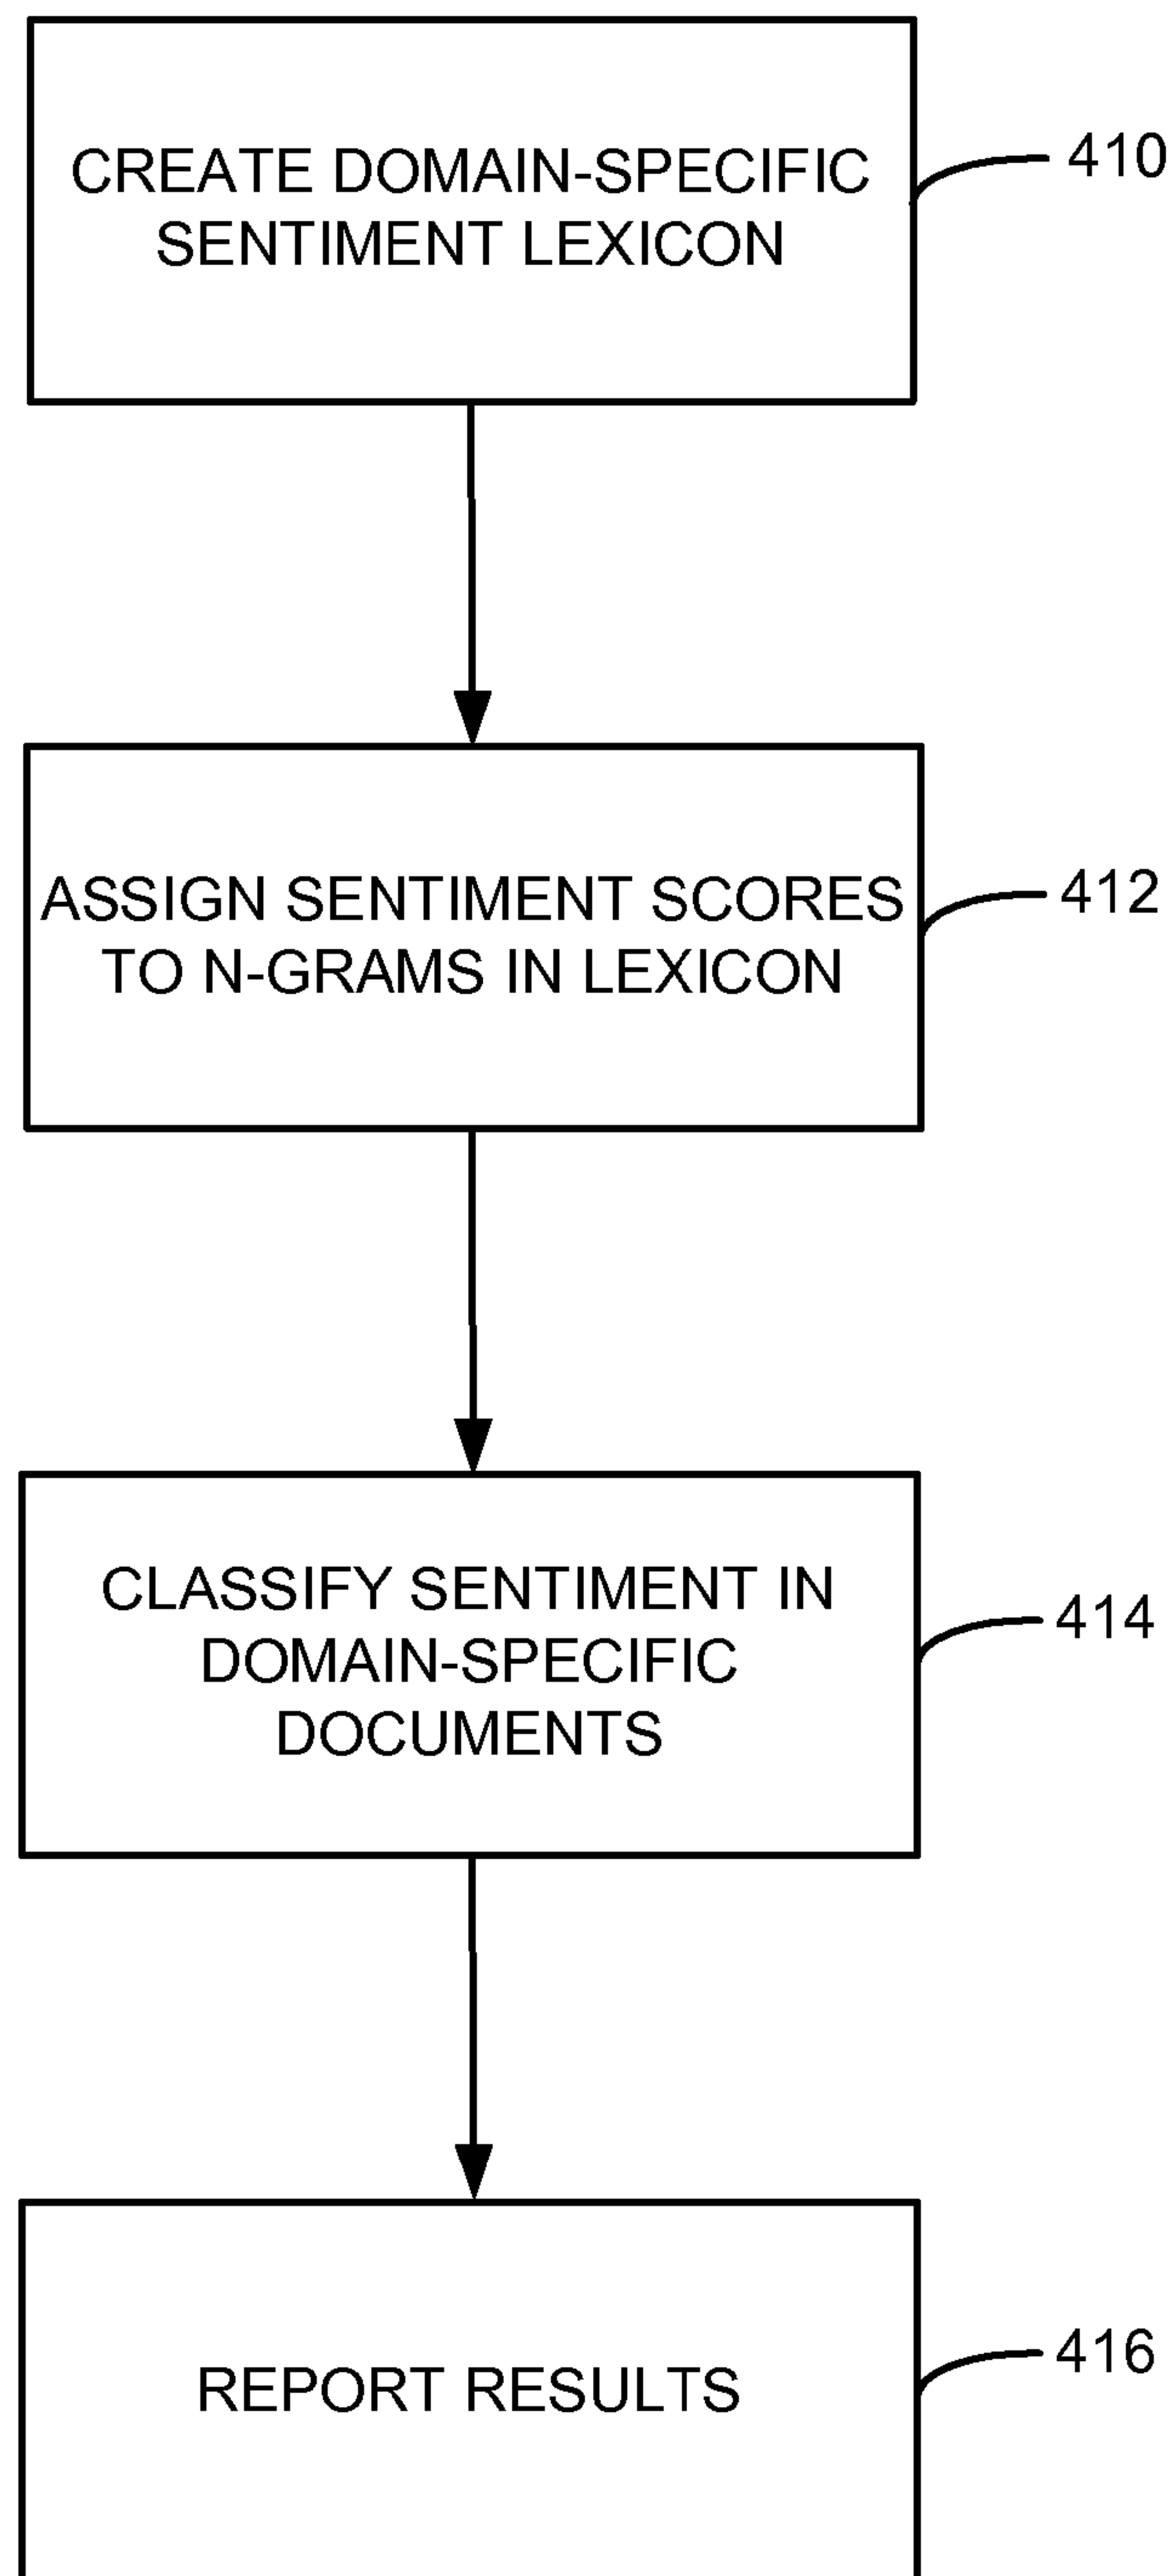 CREATE DOMAIN-SPECIFIC
SENTIMENT LEXICON
410
ASSIGN SENTIMENT SCORES
TO N-GRAMS IN LEXICON
412
CLASSIFY SENTIMENT IN
DOMAIN-SPECIFIC
DOCUMENTS
414
REPORT RESULTS
416